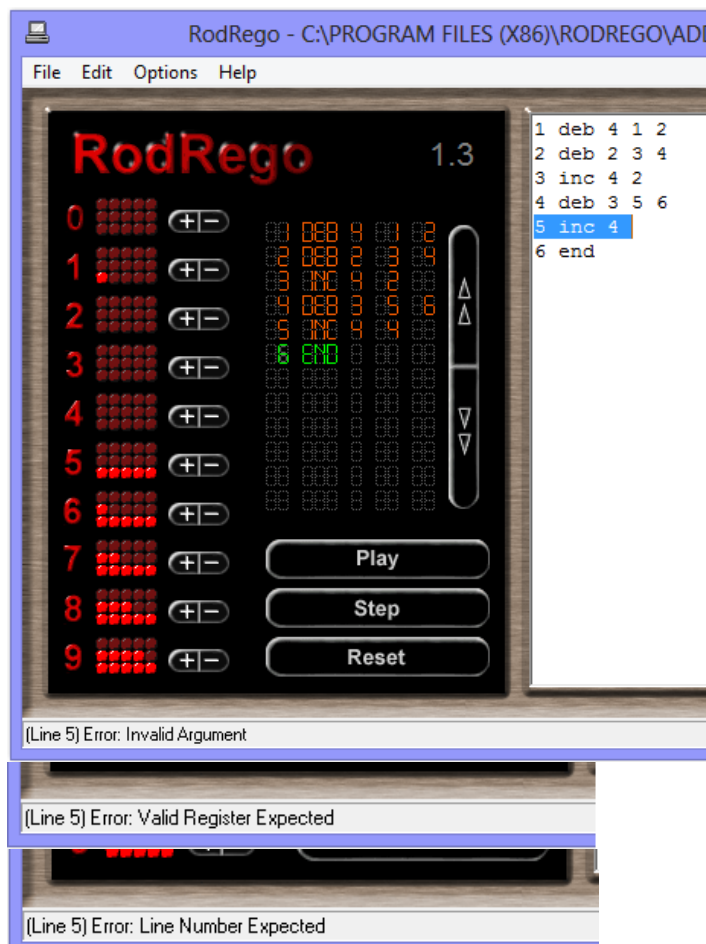 RodRego - C:\PROGRAM FILES (X86)\RODREGO\ADD
File Edit Options Help
RodRego 1.3
0 + -
1 + -
2 + -
3 + -
4 + -
5 + -
6 + -
7 + -
8 + -
9 + -
1 DEB 4 1 2
2 DEB 2 3 4
3 INC 4 2
4 DEB 3 5 6
5 INC 4 4
6 END
Play
Step
Reset
1 deb 4 1 2
2 deb 2 3 4
3 inc 4 2
4 deb 3 5 6
5 inc 4
6 end
(Line 5) Error: Invalid Argument
(Line 5) Error: Valid Register Expected
(Line 5) Error: Line Number Expected